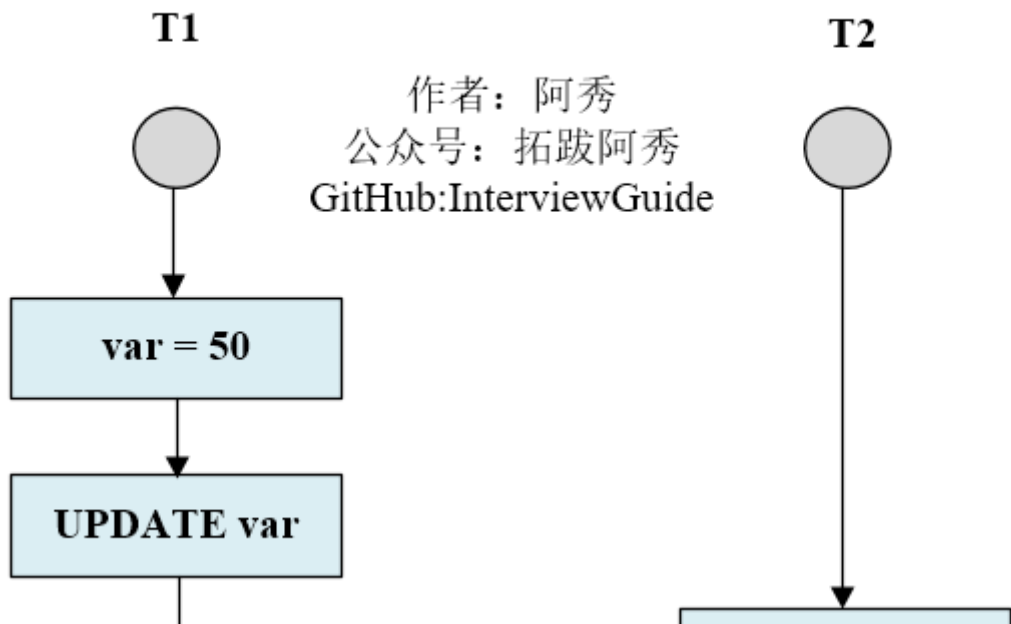 T1
T2
作者：阿秀
公众号：拓跋阿秀
GitHub:InterviewGuide
var = 50
UPDATE var